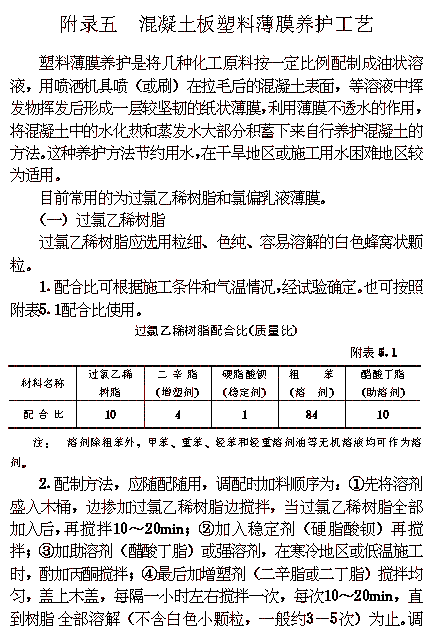 附录五　混凝土板塑料薄膜养护工艺
塑料薄膜养护是将几种化工原料按一定比例配制成油状溶
液，用喷洒机具喷（或刷）在拉毛后的混凝土表面，等溶液中挥
发物挥发后形成一层较坚韧的纸状薄膜，利用薄膜不透水的作用，
将混凝土中的水化热和蒸发水大部分积蓄下来自行养护混凝土的
方法。这种养护方法节约用水，在干旱地区或施工用水困难地区较
为适用。
目前常用的为过氯乙稀树脂和氯偏乳液薄膜。
（一）过氯乙稀树脂
过氯乙稀树脂应选用粒细、色纯、容易溶解的白色蜂窝状颗
粒。
1．配合比可根据施工条件和气温情况，经试验确定。也可按照
附表5.1配合比使用。
过氯乙稀树脂配合比(质量比)
附表 5.1
材料名称 过氯乙稀树脂 二辛脂(增塑剂) 硬脂酸钡(稳定剂) 粗苯(溶剂) 醋酸丁脂(助溶剂)
配合比 10 4 1 84 10
注：溶剂除粗苯外，甲苯、重苯、轻苯和轻重溶剂油等无机溶液均可作为溶
剂。
2．配制方法，应随配随用，调配时加料顺序为：①先将溶剂
盛入木桶，边掺加过氯乙稀树脂边搅拌，当过氯乙稀树脂全部
加入后，再搅拌10～20min；②加入稳定剂（硬脂酸钡）再搅
拌；③加助溶剂（醋酸丁脂）或强溶剂，在寒冷地区或低温施工
时，酌加丙酮搅拌；④最后加增塑剂（二辛脂或二丁脂）搅拌均
匀，盖上木盖，每隔一小时左右搅拌一次，每次10～20min，直
到树脂全部溶解（不含白色小颗粒，一般约3－5次）为止。调